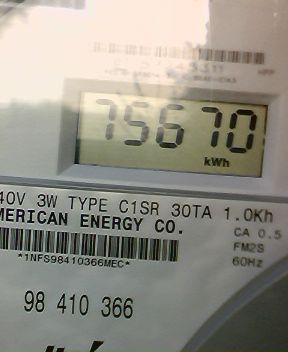 75670
kWh
40V 3W TYPE C1SR 30TA 1.0Kh
MERICAN ENERGY CO.
CA 0.5
FM2S
*1NFS98410366MEC*
60Hz
98 410 366